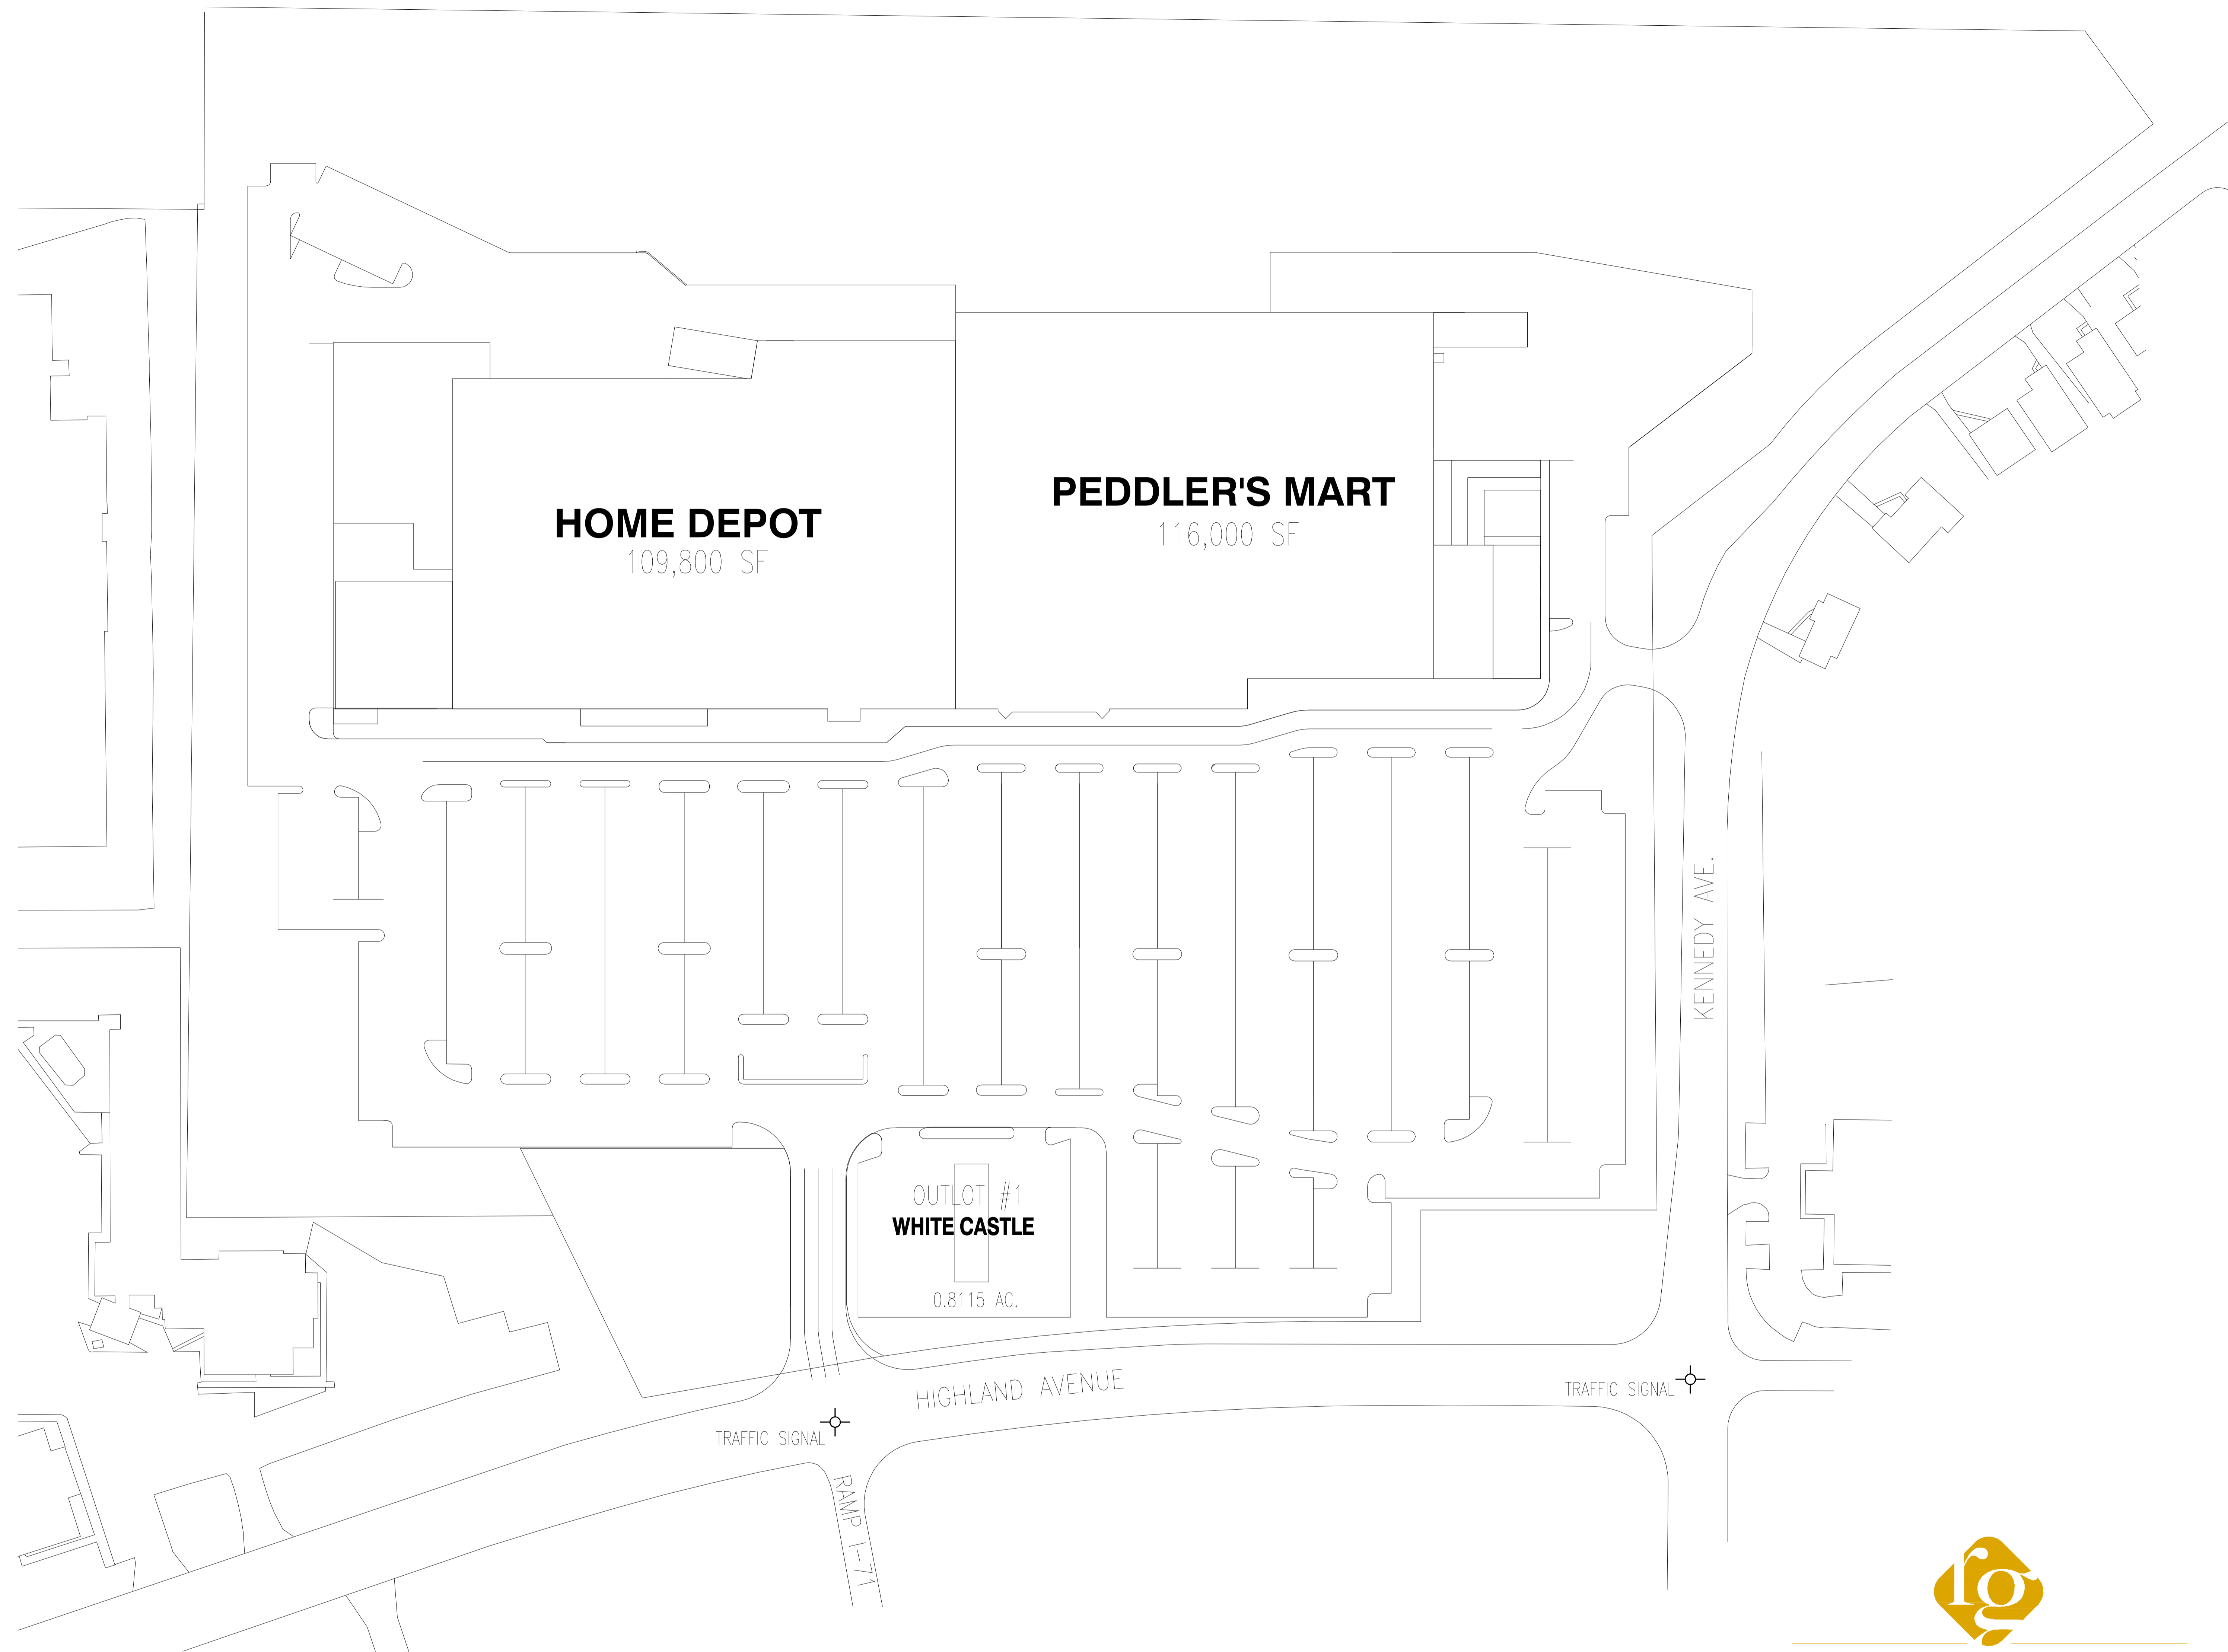 PEDDLER'S MART
116,000 SF
HOME DEPOT
109,800 SF
KENNEDY AVE.
OUTLOT #1
WHITE CASTLE
0.8115 AC.
HIGHLAND AVENUE
TRAFFIC SIGNAL
TRAFFIC SIGNAL
RAMP I-71
fg